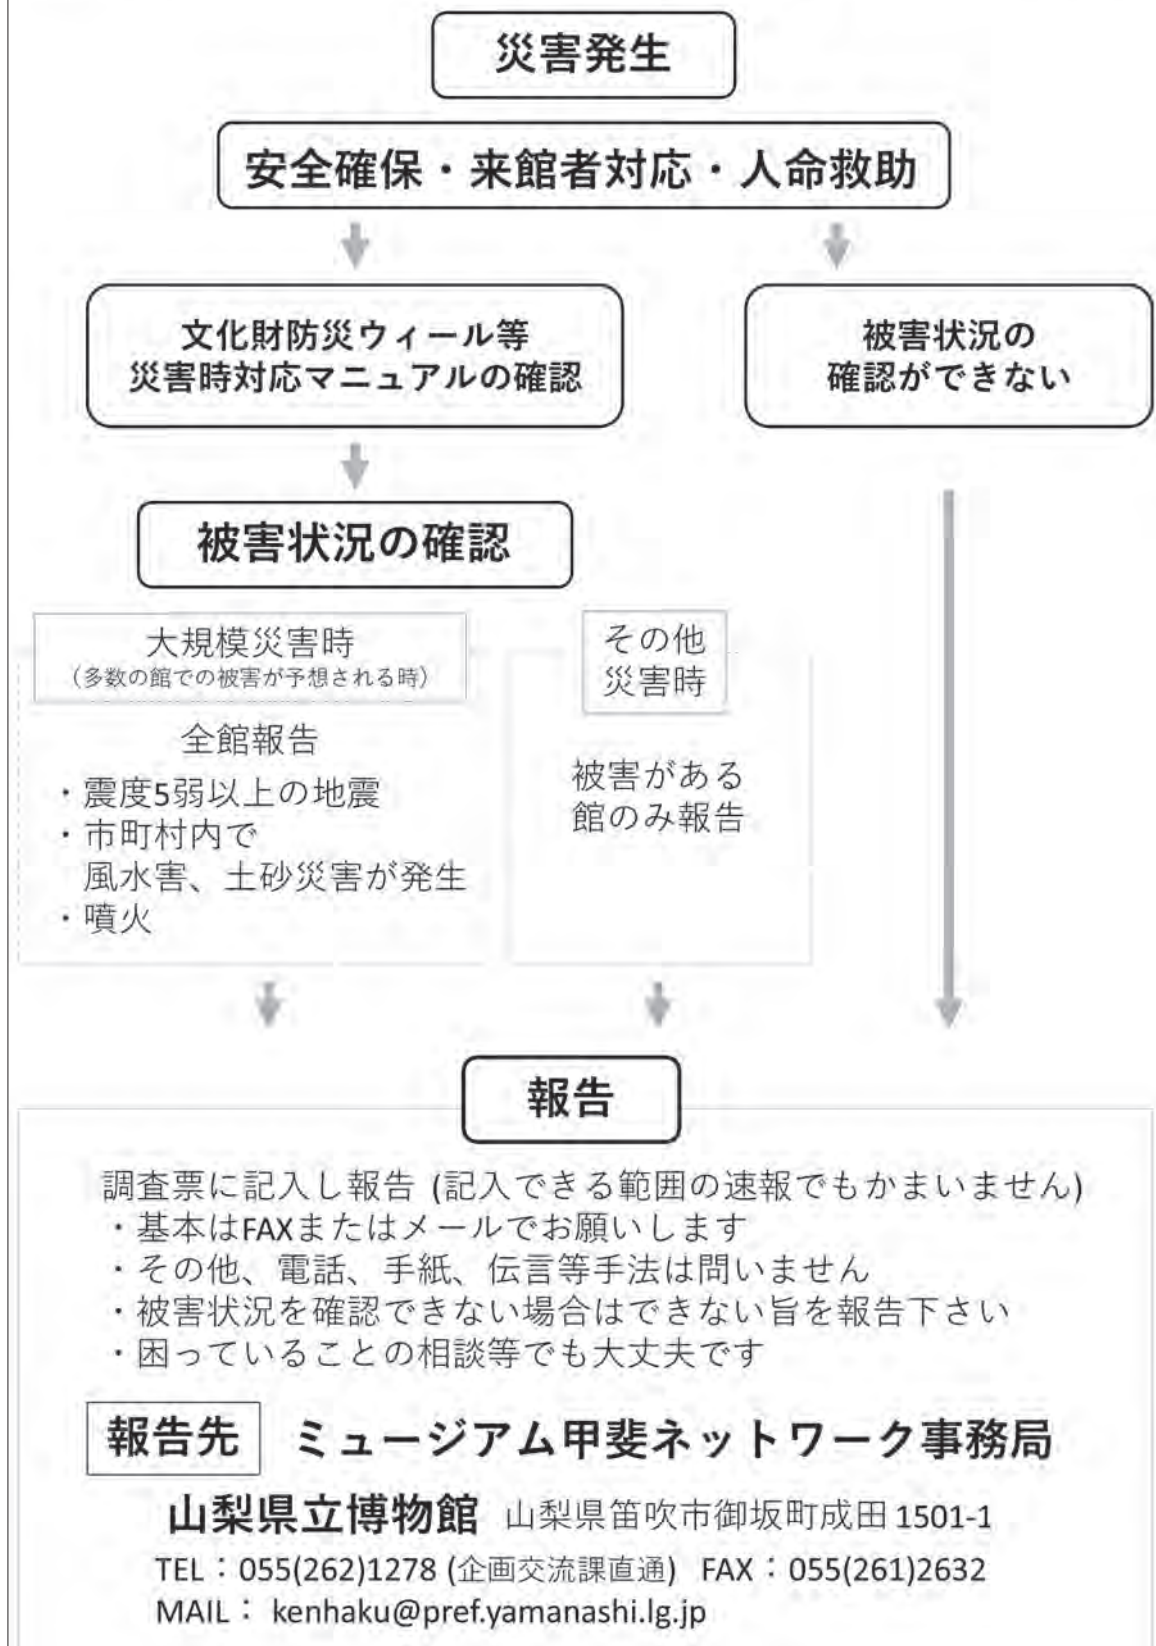 災害発生
安全確保・来館者対応・人命救助
文化財防災ウィール等
災害時対応マニュアルの確認
被害状況の
確認ができない
被害状況の確認
大規模災害時
（多数の館での被害が予想される時）
全館報告
・震度5弱以上の地震
・市町村内で
風水害、土砂災害が発生
・噴火
その他
災害時
被害がある
館のみ報告
報告
調査票に記入し報告 (記入できる範囲の速報でもかまいません)
・基本はFAXまたはメールでお願いします
・その他、電話、手紙、伝言等手法は問いません
・被害状況を確認できない場合はできない旨を報告下さい
・困っていることの相談等でも大丈夫です
報告先 ミュージアム甲斐ネットワーク事務局
山梨県立博物館 山梨県笛吹市御坂町成田 1501-1
TEL：055(262)1278 (企画交流課直通) FAX：055(261)2632
MAIL： kenhaku@pref.yamanashi.lg.jp